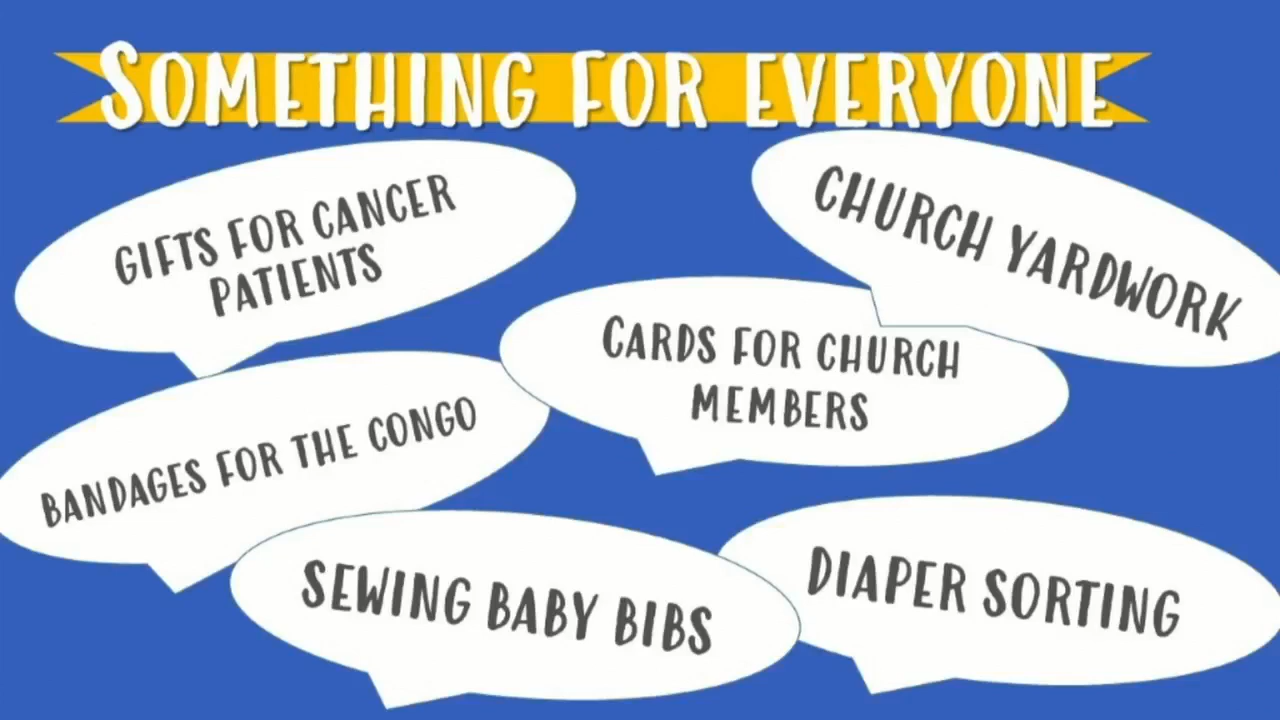 SOMETHING FOR EVERYONE
GIFTS FOR CANCER
PATIENTS
CHURCH YARDWORK
CARDS FOR CHURCH
MEMBERS
BANDAGES FOR THE CONGO
SEWING BABY BIBS
DIAPER SORTING